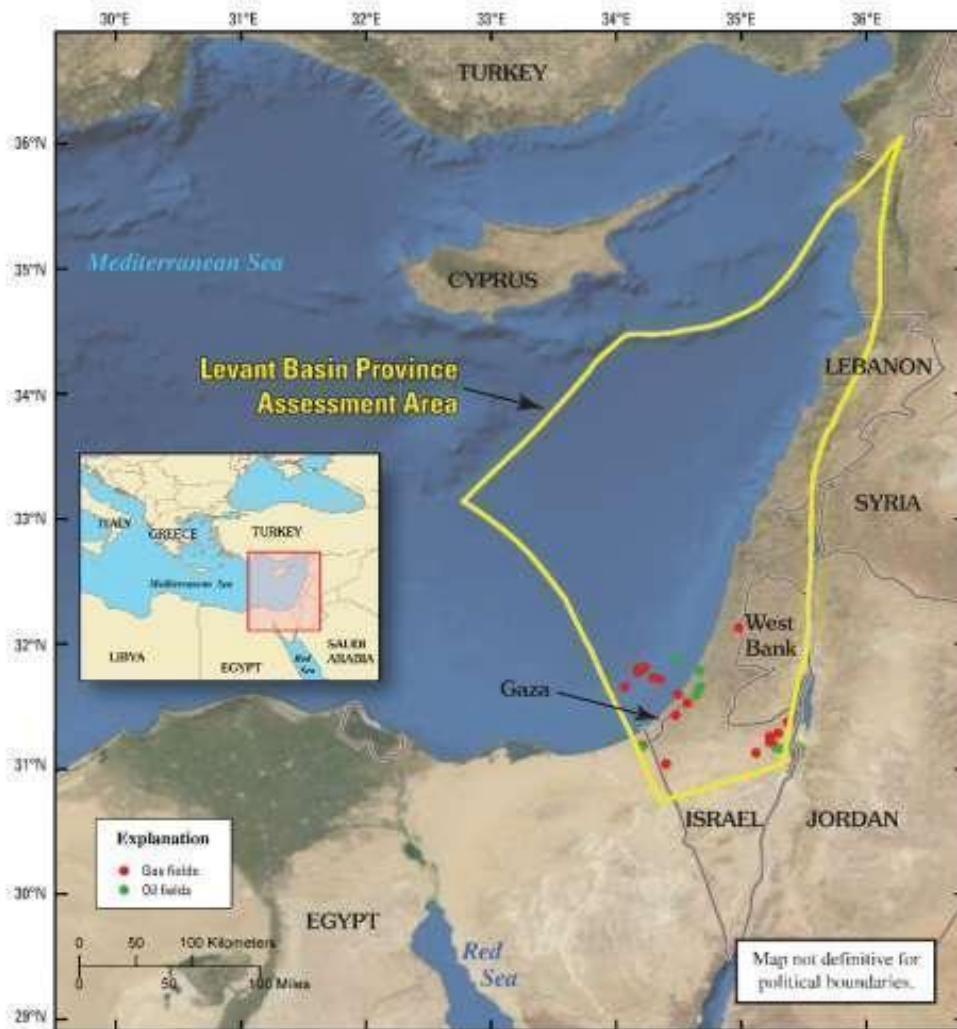 30°E 31°E 32°E 33°E 34°E 35°E 36°E
TURKEY
36°N
35°N
Mediterranean Sea
CYPRUS
Levant Basin Province
Assessment Area
34°N
LEBANON
33°N
SYRIA
ITALY
GREECE
TURKEY
Mediterranean Sea
LIBYA
EGYPT
Red
Sea
SAUDI
ARABIA
32°N
West
Bank
Gaza
31°N
ISRAEL
JORDAN
Explanation
Gas fields
Oil fields
30°N
EGYPT
0 50 100 Kilometers
0 50 100 Miles
Red
Sea
Map not definitive for
political boundaries.
29°N